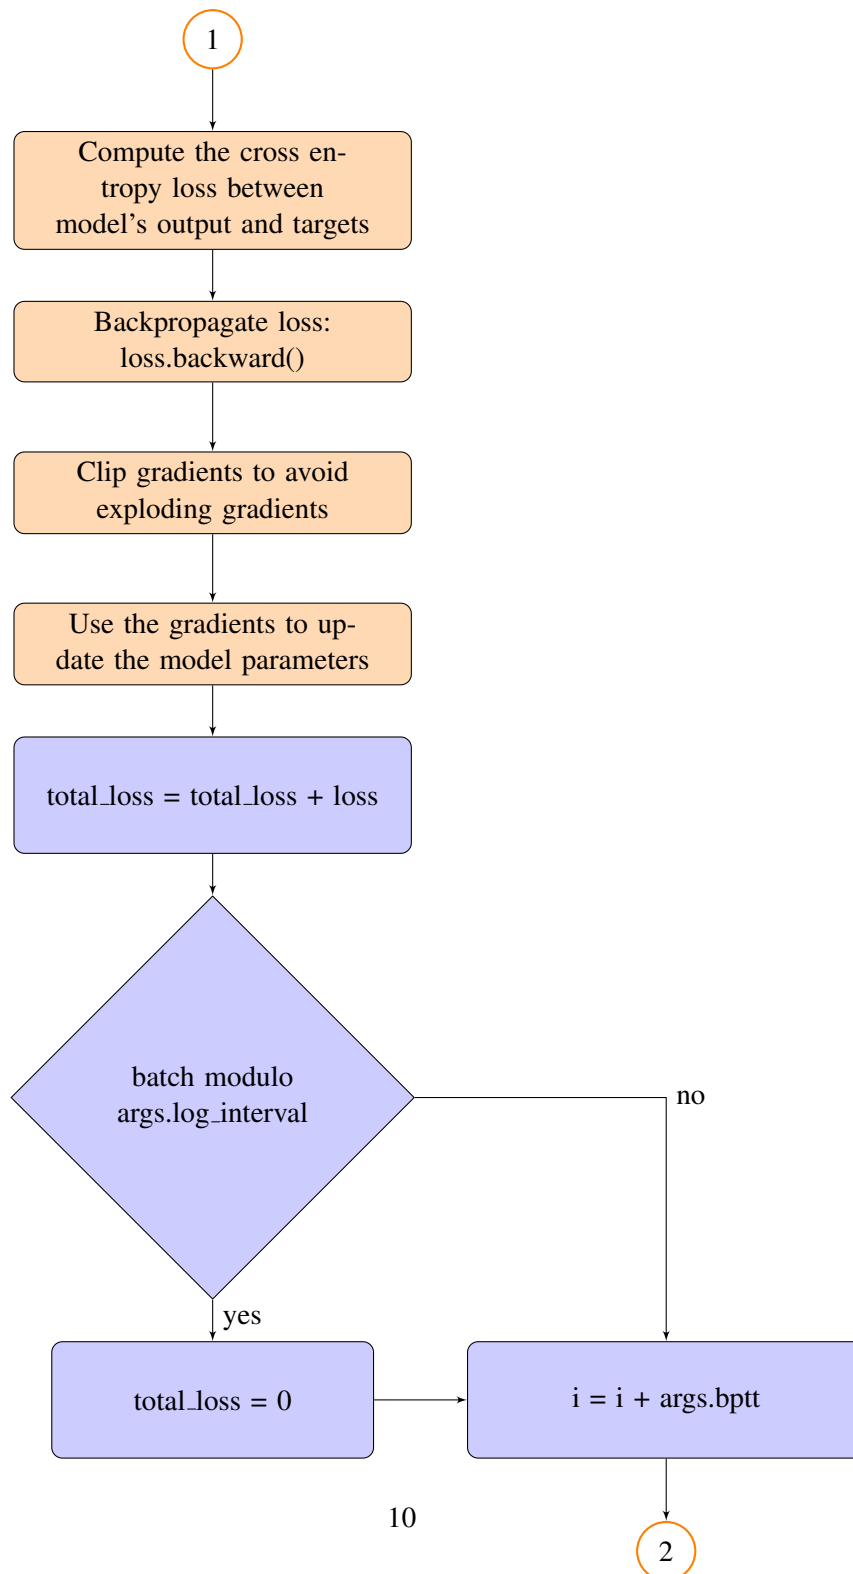 1
Compute the cross en-
tropy loss between
model's output and targets
Backpropagate loss:
loss.backward()
Clip gradients to avoid
exploding gradients
Use the gradients to up-
date the model parameters
total_loss = total_loss + loss
batch modulo
args.log_interval
no
yes
total_loss = 0
i = i + args.bptt
10
2